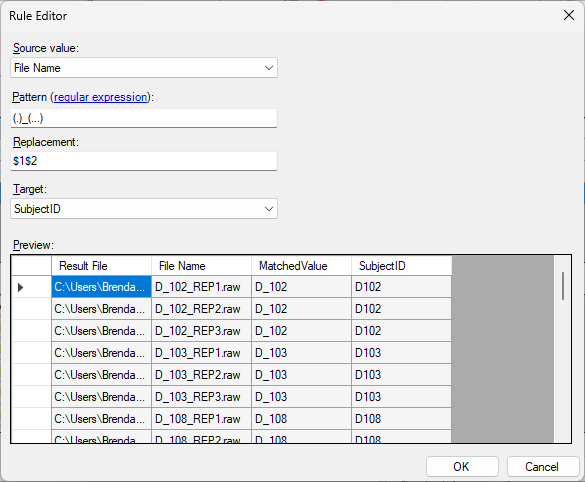 Rule Editor
Source value:
File Name
Pattern (regular expression):
(.)_(...)
Replacement:
$1$2
Target:
SubjectID
Preview:
Result File File Name MatchedValue SubjectID
C:\Users\Brenda... D_102_REP1.raw D_102 D102
C:\Users\Brenda... D_102_REP2.raw D_102 D102
C:\Users\Brenda... D_102_REP3.raw D_102 D102
C:\Users\Brenda... D_103_REP1.raw D_103 D103
C:\Users\Brenda... D_103_REP2.raw D_103 D103
C:\Users\Brenda... D_103_REP3.raw D_103 D103
C:\Users\Brenda... D_108_REP1.raw D_108 D108
C:\Users\Brenda... D_108_REP2.raw D_108 D108
OK Cancel